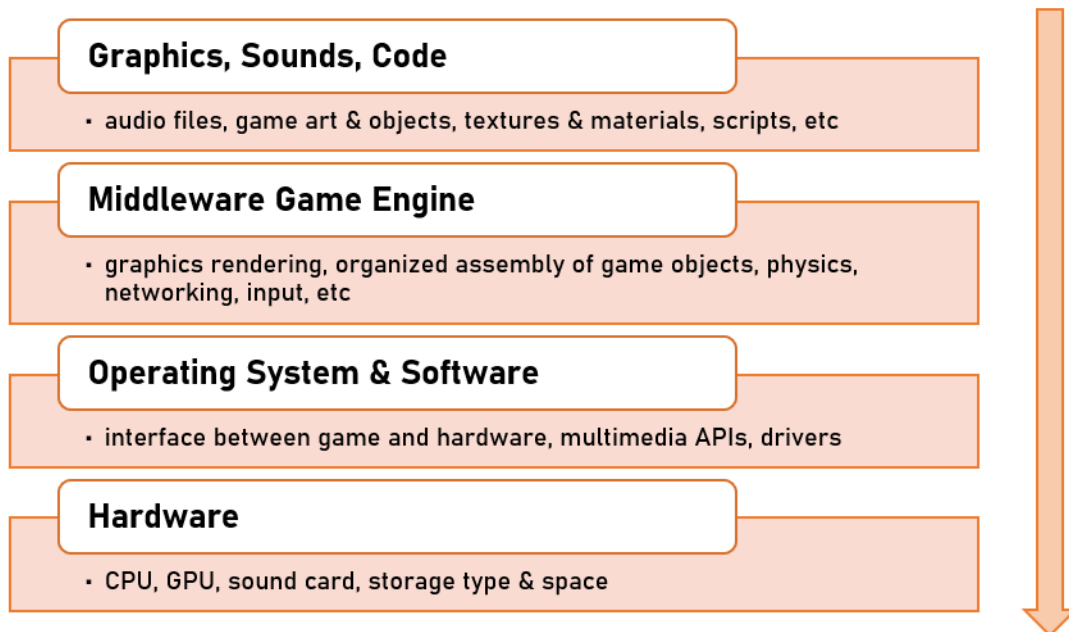 Graphics, Sounds, Code
▪ audio files, game art & objects, textures & materials, scripts, etc
Middleware Game Engine
▪ graphics rendering, organized assembly of game objects, physics,
networking, input, etc
Operating System & Software
▪ interface between game and hardware, multimedia APIs, drivers
Hardware
▪ CPU, GPU, sound card, storage type & space